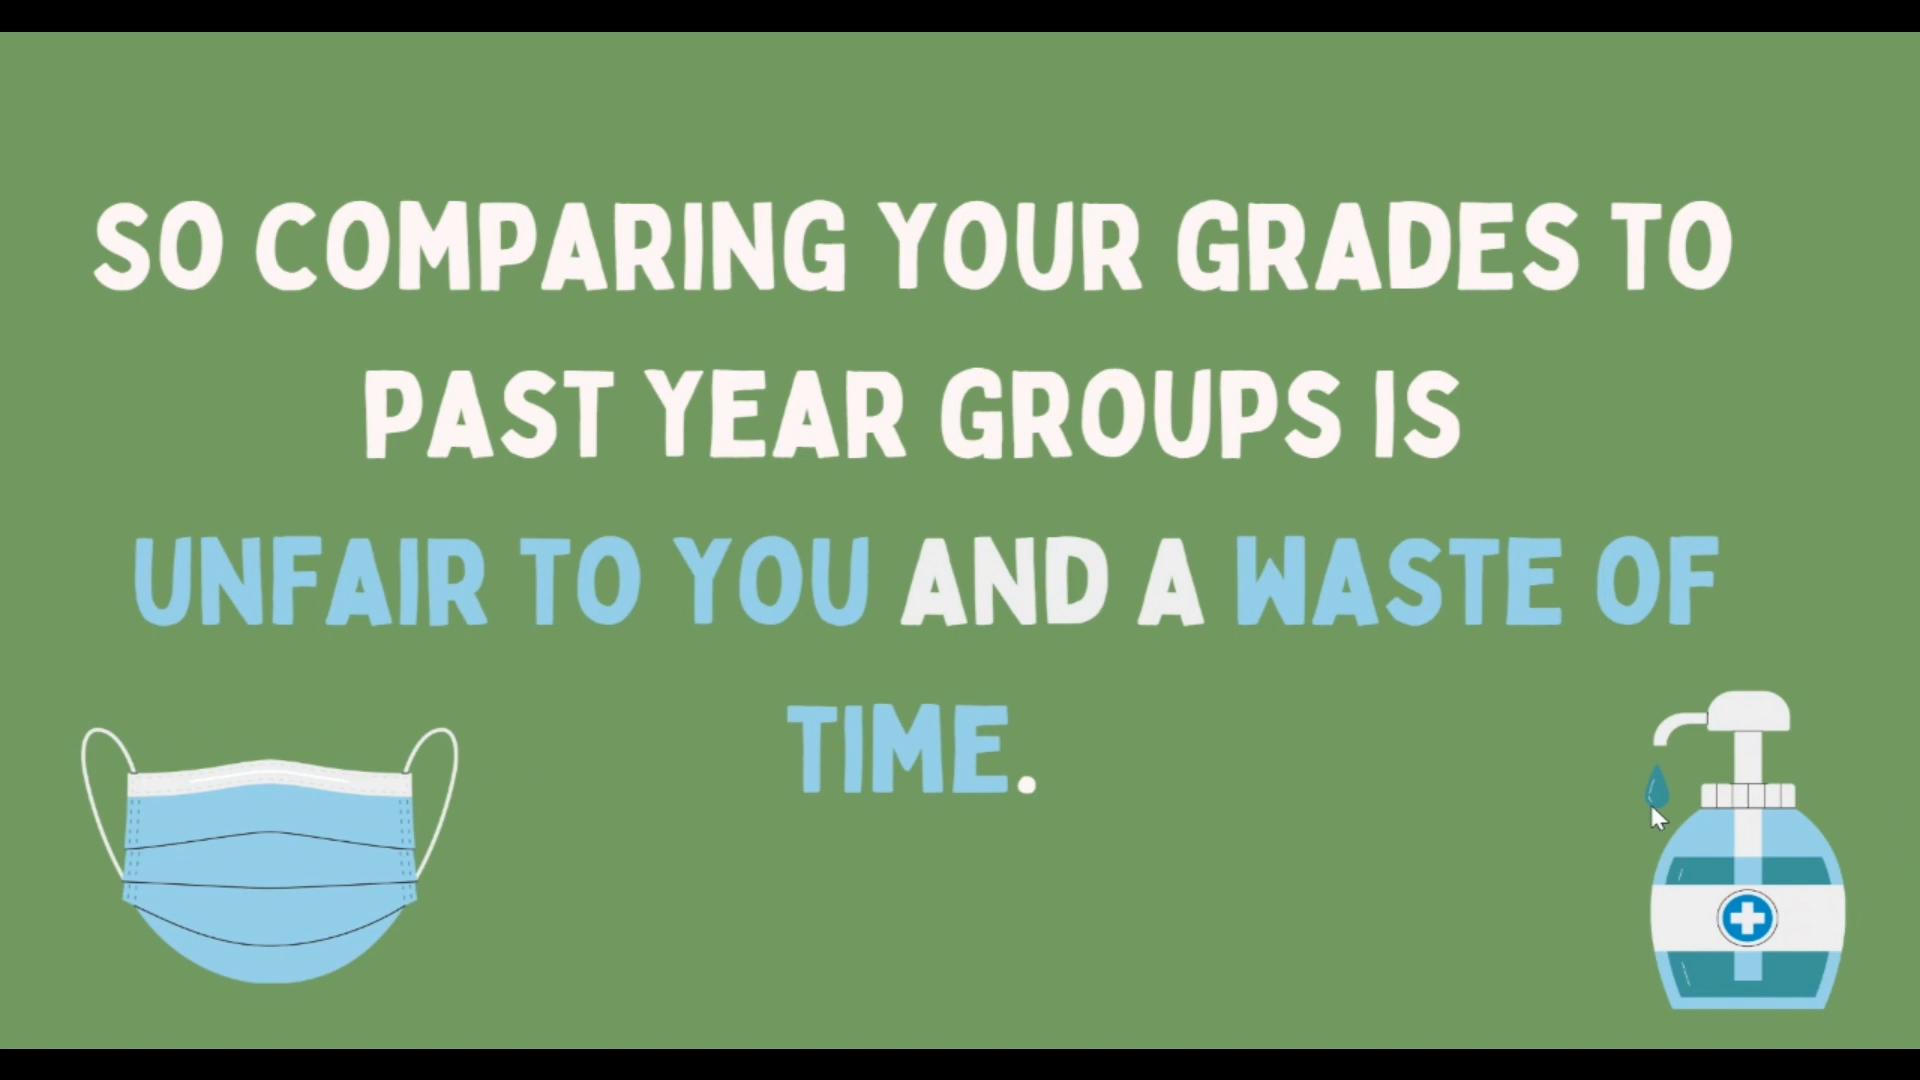 SO COMPARING YOUR GRADES TO
PAST YEAR GROUPS IS
UNFAIR TO YOU AND A WASTE OF
TIME.